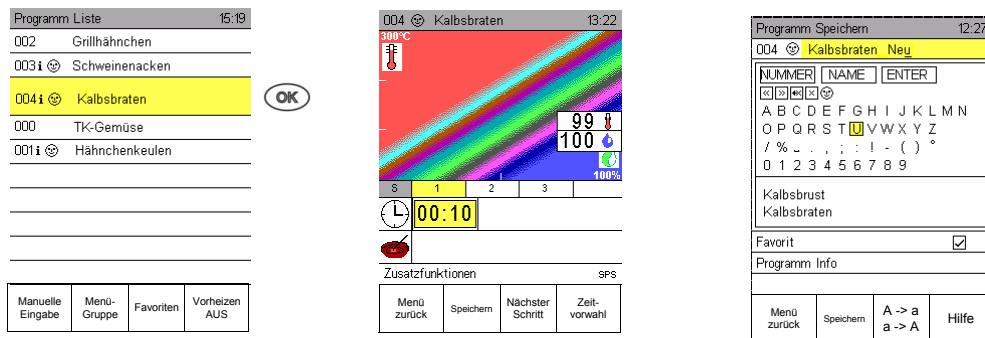 Programm Liste 15:19
002 Grillhähnchen
003 i Schweinenacken
004 i Kalbsbraten
000 TK-Gemüse
001 i Hähnchenkeulen
Manuelle Eingabe
Menü-Gruppe
Favoriten
Vorheizen AUS
OK
004 Kalbsbraten 13:22
300°C
99
100
100%
S 1 2 3
00:10
Zusatzfunktionen SPS
Menü zurück
Speichern
Nächster Schritt
Zeit-vorwahl
Programm Speichern 12:27
004 Kalbsbraten Neu
NUMMER NAME ENTER
A B C D E F G H I J K L M N
O P Q R S T U V W X Y Z
/ % . , ; : ! - ( ) °
0 1 2 3 4 5 6 7 8 9
Kalbsbrust
Kalbsbraten
Favorit
Programm Info
Menü zurück
Speichern
A -> a
a -> A
Hilfe